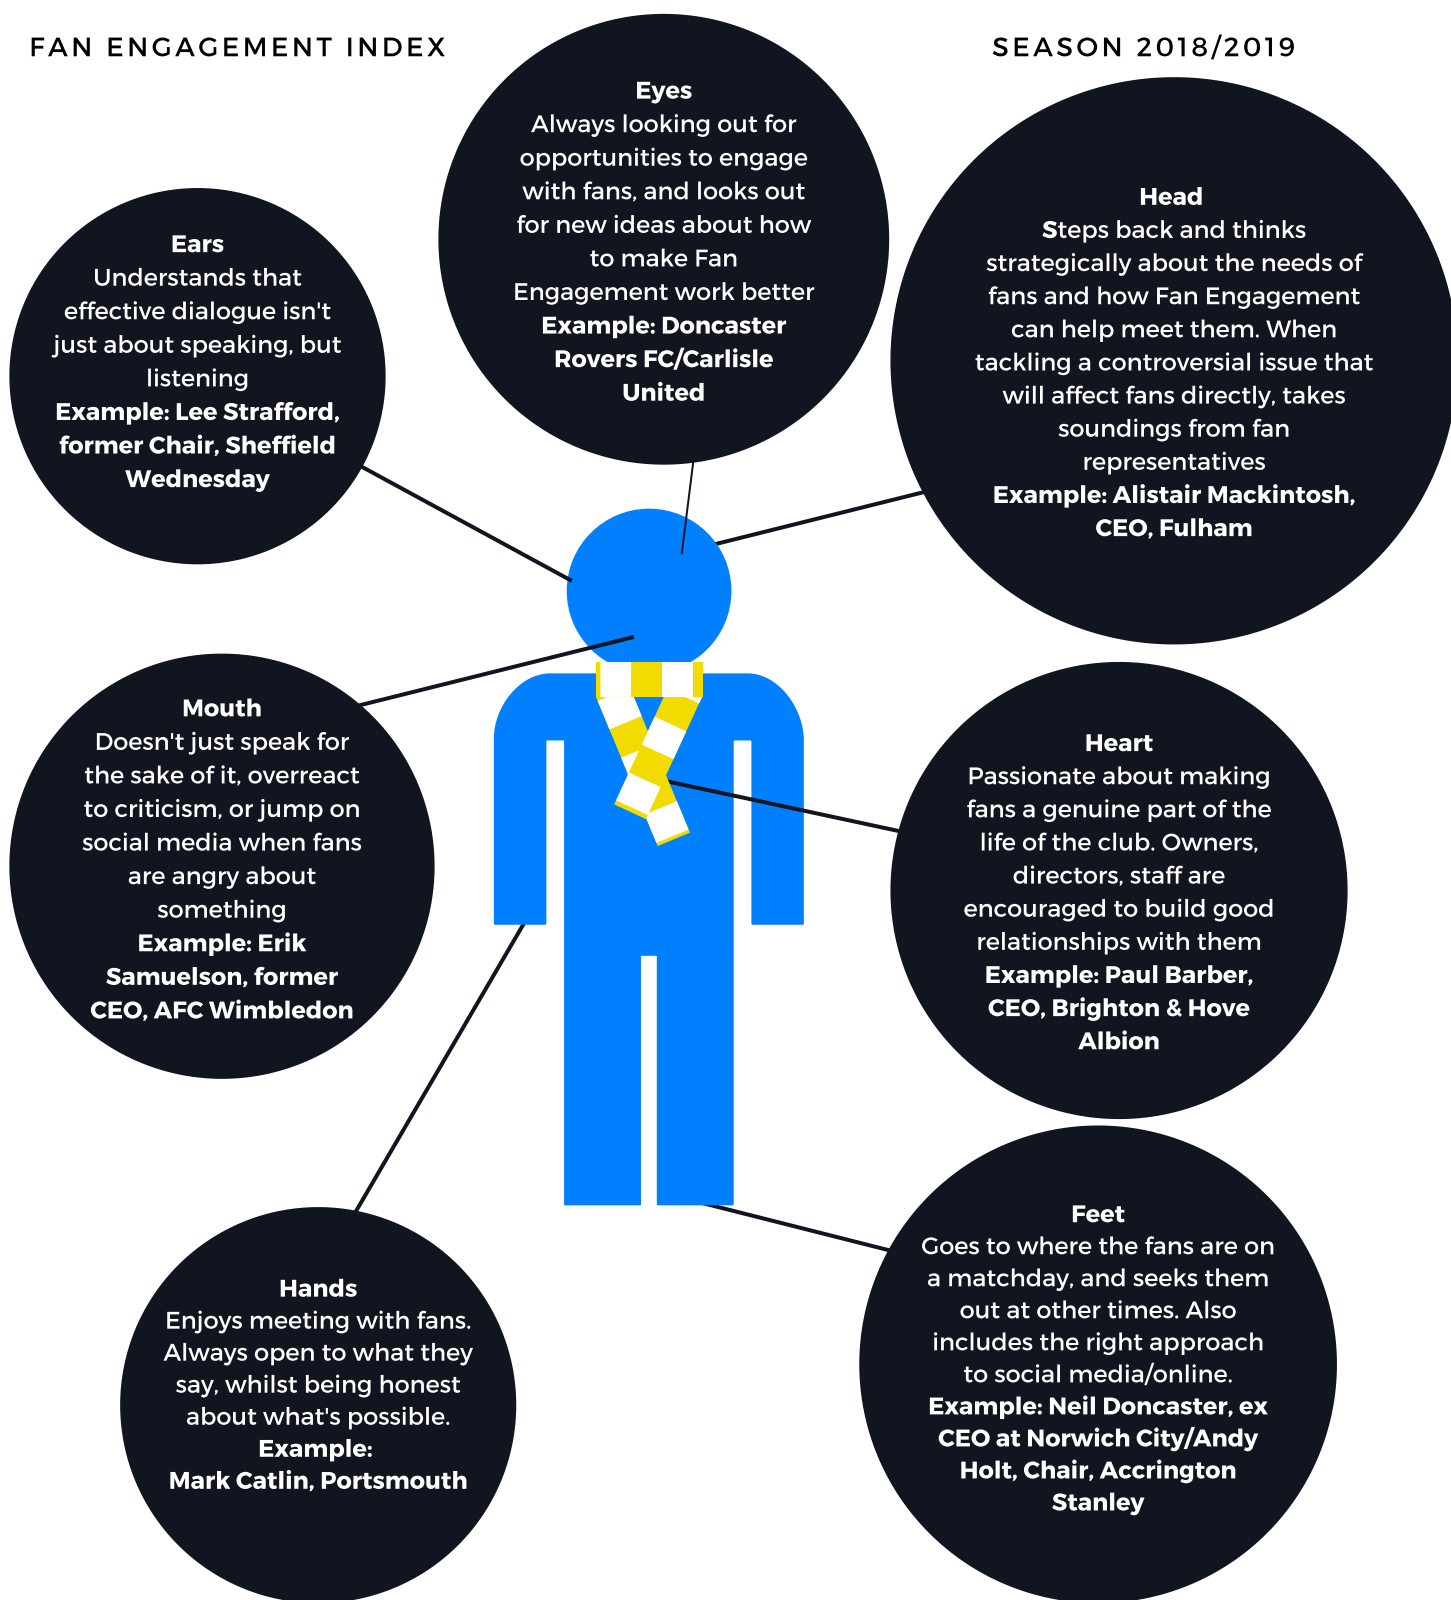 FAN ENGAGEMENT INDEX
SEASON 2018/2019
Eyes
Always looking out for
opportunities to engage
with fans, and looks out
for new ideas about how
to make Fan
Engagement work better
Example: Doncaster
Rovers FC/Carlisle
United
Head
Steps back and thinks
strategically about the needs of
fans and how Fan Engagement
can help meet them. When
tackling a controversial issue that
will affect fans directly, takes
soundings from fan
representatives
Example: Alistair Mackintosh,
CEO, Fulham
Ears
Understands that
effective dialogue isn't
just about speaking, but
listening
Example: Lee Strafford,
former Chair, Sheffield
Wednesday
Mouth
Doesn't just speak for
the sake of it, overreact
to criticism, or jump on
social media when fans
are angry about
something
Example: Erik
Samuelson, former
CEO, AFC Wimbledon
Heart
Passionate about making
fans a genuine part of the
life of the club. Owners,
directors, staff are
encouraged to build good
relationships with them
Example: Paul Barber,
CEO, Brighton & Hove
Albion
Hands
Enjoys meeting with fans.
Always open to what they
say, whilst being honest
about what's possible.
Example:
Mark Catlin, Portsmouth
Feet
Goes to where the fans are on
a matchday, and seeks them
out at other times. Also
includes the right approach
to social media/online.
Example: Neil Doncaster, ex
CEO at Norwich City/Andy
Holt, Chair, Accrington
Stanley